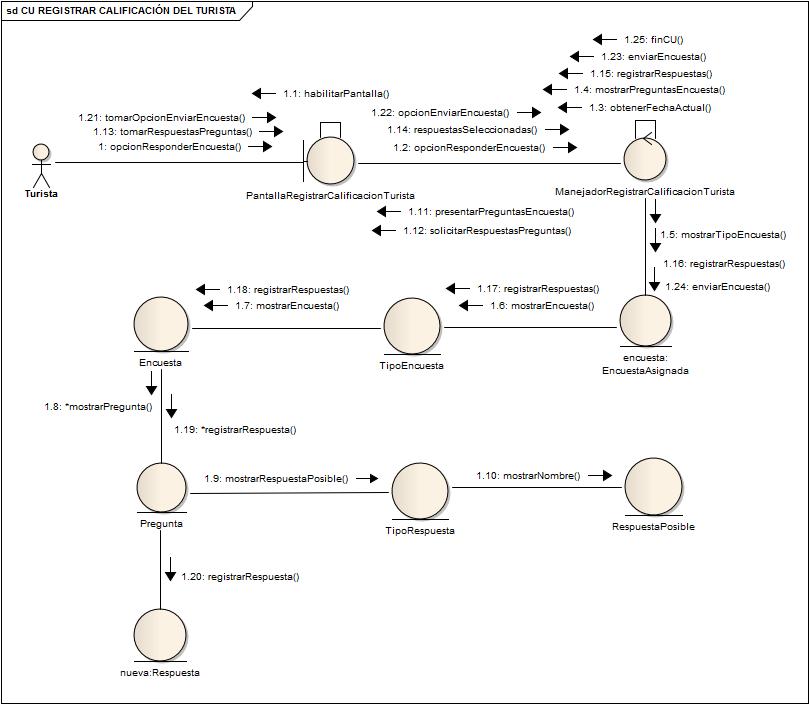 sd CU REGISTRAR CALIFICACIÓN DEL TURISTA
1.25: finCU()
1.23: enviarEncuesta()
1.15: registrarRespuestas()
1.4: mostrarPreguntasEncuesta()
1.3: obtenerFechaActual()
1.1: habilitarPantalla()
1.21: tomarOpcionEnviarEncuesta()
1.13: tomarRespuestasPreguntas()
1: opcionResponderEncuesta()
1.22: opcionEnviarEncuesta()
1.14: respuestasSeleccionadas()
1.2: opcionResponderEncuesta()
Turista
PantallaRegistrarCalificacionTurista
ManejadorRegistrarCalificacionTurista
1.11: presentarPreguntasEncuesta()
1.12: solicitarRespuestasPreguntas()
1.5: mostrarTipoEncuesta()
1.16: registrarRespuestas()
1.24: enviarEncuesta()
1.18: registrarRespuestas()
1.7: mostrarEncuesta()
1.17: registrarRespuestas()
1.6: mostrarEncuesta()
Encuesta
TipoEncuesta
encuesta:
EncuestaAsignada
1.8: *mostrarPregunta()
1.19: *registrarRespuesta()
1.9: mostrarRespuestaPosible()
1.10: mostrarNombre()
Pregunta
TipoRespuesta
RespuestaPosible
1.20: registrarRespuesta()
nueva:Respuesta